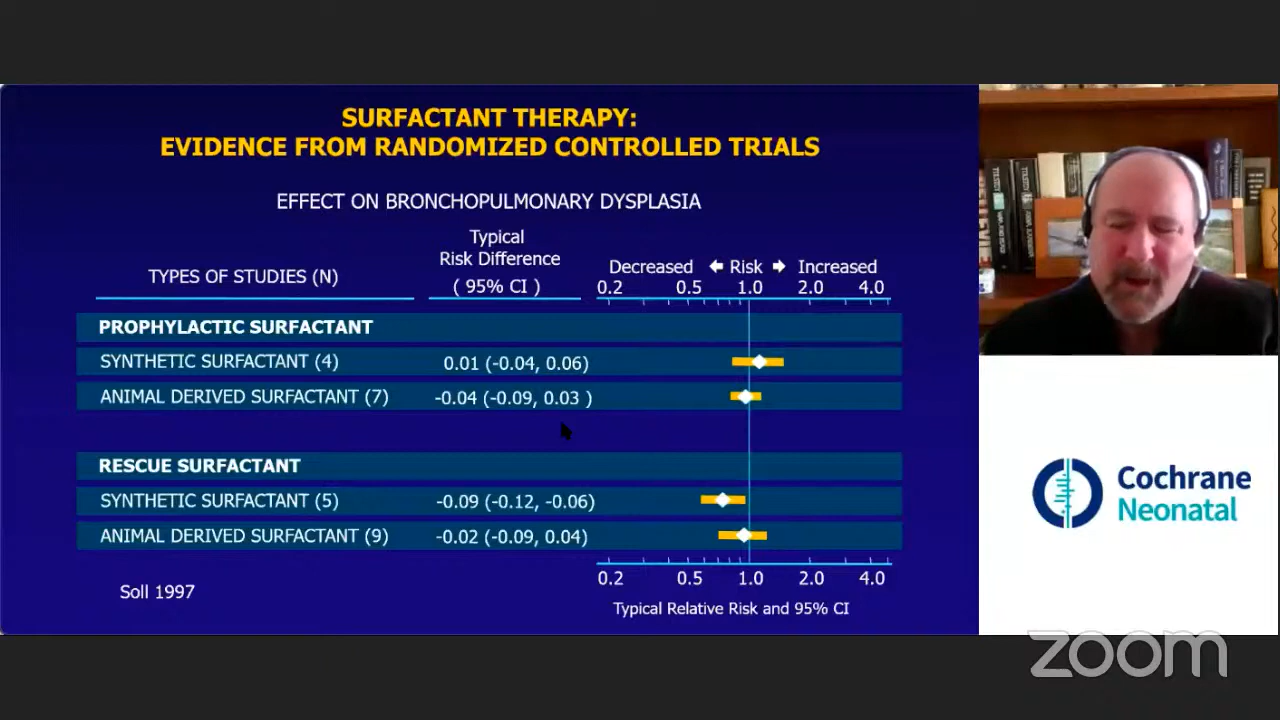 SURFACTANT THERAPY:
EVIDENCE FROM RANDOMIZED CONTROLLED TRIALS
EFFECT ON BRONCHOPULMONARY DYSPLASIA
TYPES OF STUDIES (N)
Typical
Risk Difference
( 95% CI )
Decreased Risk Increased
0.2 0.5 1.0 2.0 4.0
PROPHYLACTIC SURFACTANT
SYNTHETIC SURFACTANT (4) 0.01 (-0.04, 0.06)
ANIMAL DERIVED SURFACTANT (7) -0.04 (-0.09, 0.03 )
RESCUE SURFACTANT
SYNTHETIC SURFACTANT (5) -0.09 (-0.12, -0.06)
ANIMAL DERIVED SURFACTANT (9) -0.02 (-0.09, 0.04)
0.2 0.5 1.0 2.0 4.0
Typical Relative Risk and 95% CI
Soll 1997
Cochrane
Neonatal
zoom